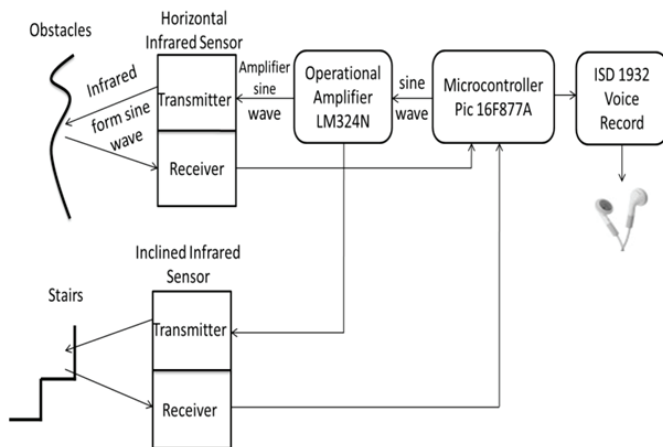 Obstacles
Horizontal
Infrared Sensor
Infrared
form sine
wave
Transmitter
Receiver
Amplifier
sine
wave
Operational
Amplifier
LM324N
sine
wave
Microcontroller
Pic 16F877A
ISD 1932
Voice
Record
Inclined Infrared
Sensor
Stairs
Transmitter
Receiver